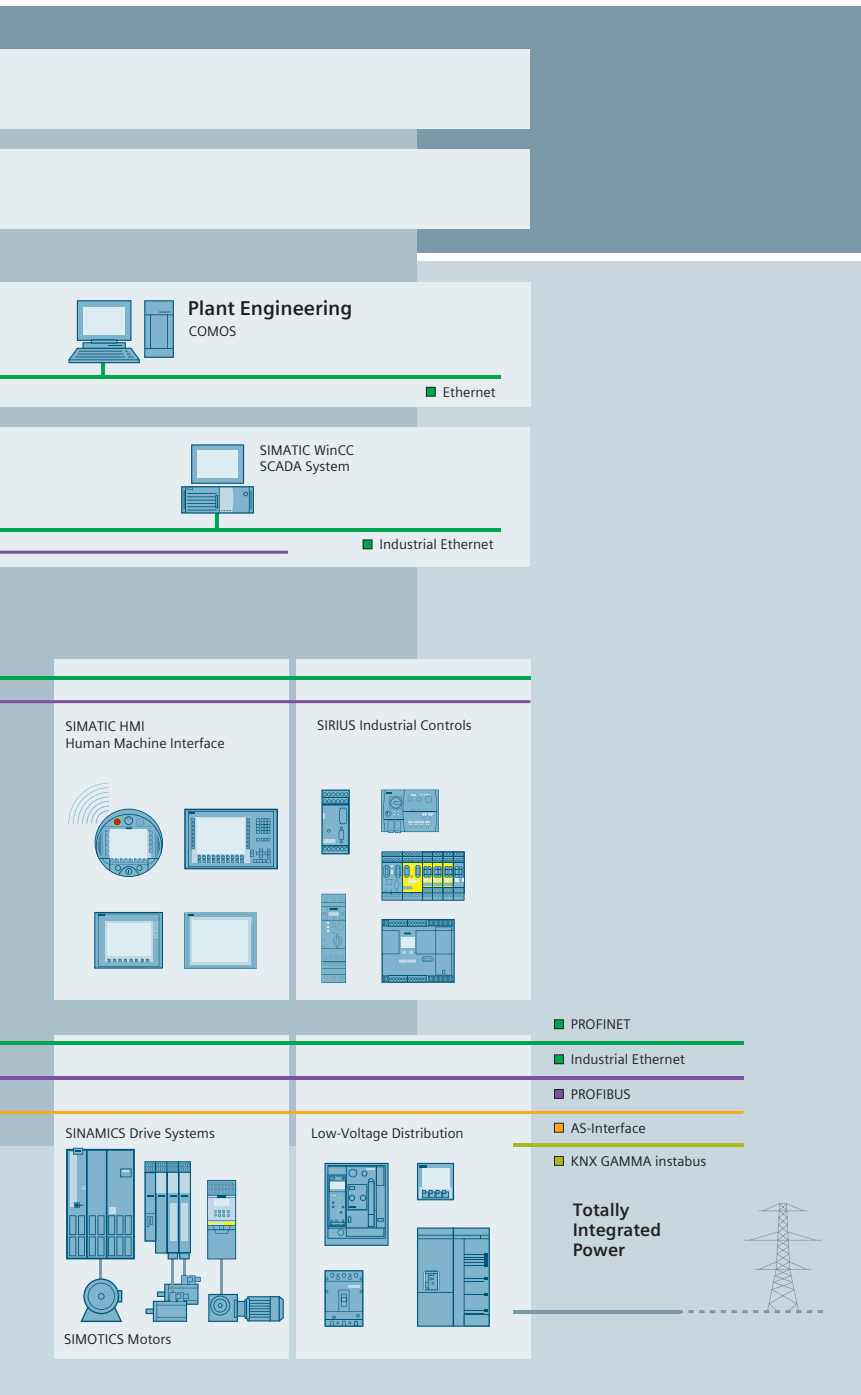 Plant Engineering
COMOS
Ethernet
SIMATIC WinCC
SCADA System
Industrial Ethernet
SIMATIC HMI
Human Machine Interface
SIRIUS Industrial Controls
PROFINET
Industrial Ethernet
PROFIBUS
AS-Interface
KNX GAMMA instabus
SINAMICS Drive Systems
Low-Voltage Distribution
Totally
Integrated
Power
SIMOTICS Motors